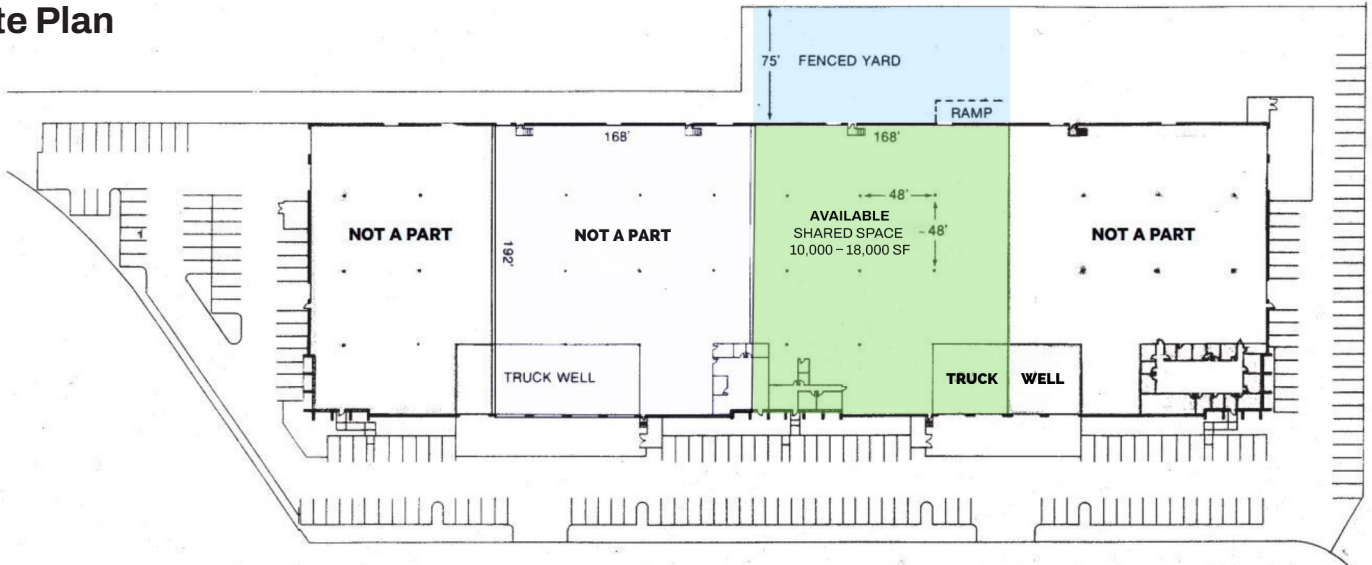 te Plan
75' FENCED YARD
RAMP
168'
168'
48'
48'
192'
NOT A PART
NOT A PART
AVAILABLE
SHARED SPACE
10,000 – 18,000 SF
NOT A PART
TRUCK WELL
TRUCK WELL